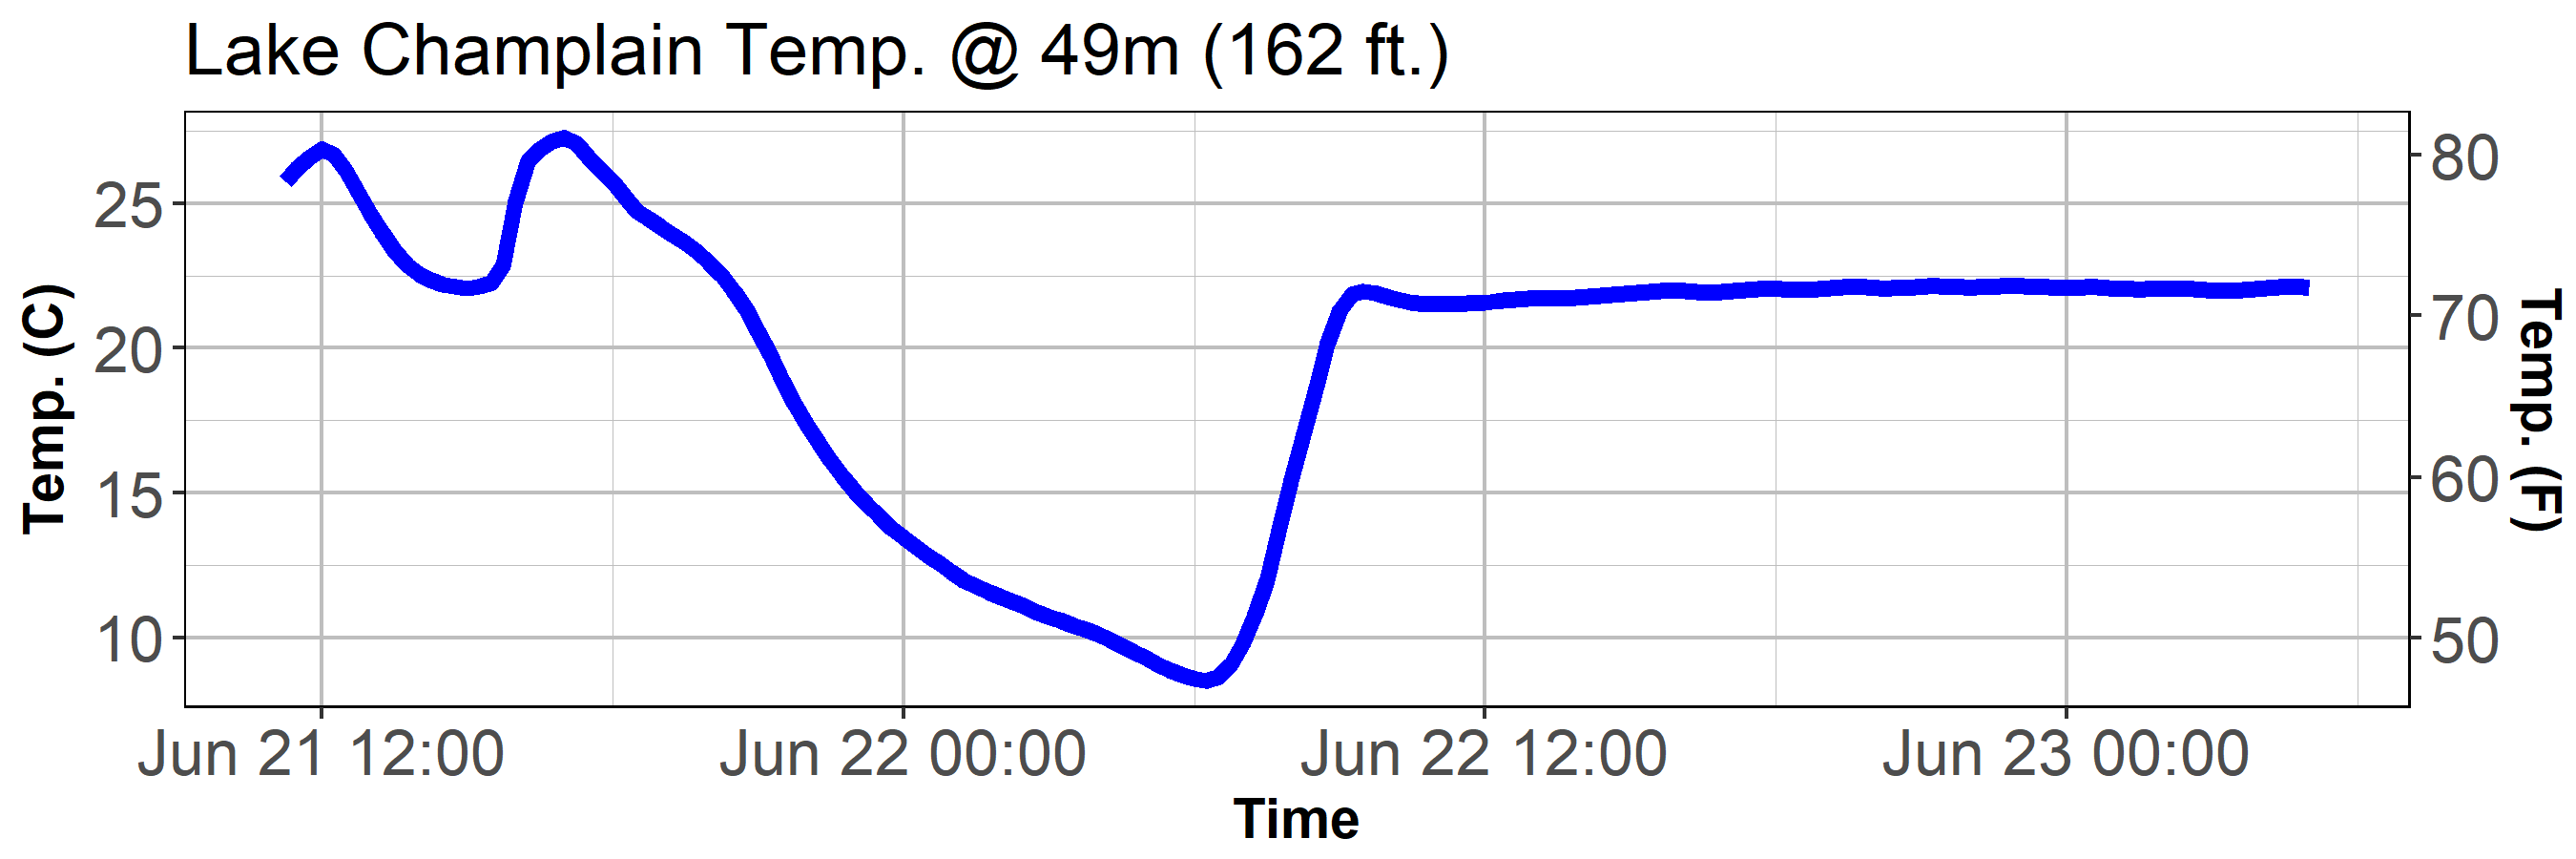 Lake Champlain Temp. @ 49m (162 ft.)
Temp. (C)
25
20
15
10
80
70
60
50
Temp. (F)
Jun 21 12:00
Jun 22 00:00
Jun 22 12:00
Jun 23 00:00
Time